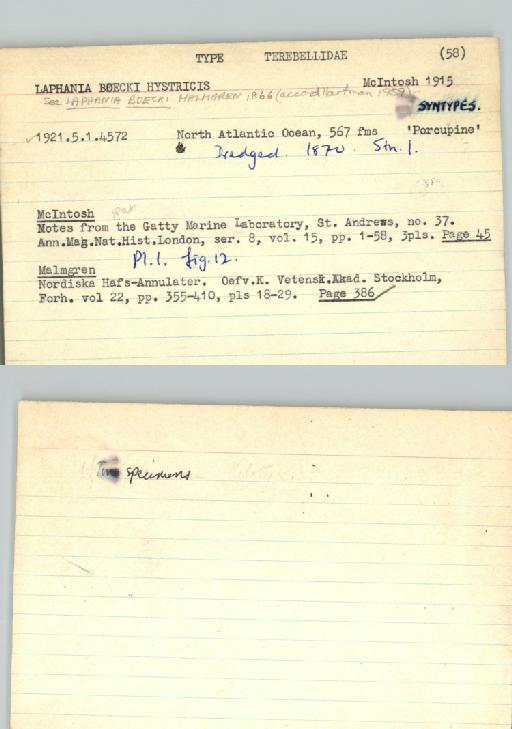 TYPE TEREBELLIDAE (58)
LAPHANIA BOECKI HYSTRICIS McIntosh 1915
See LAPHANIA BOECKI MALMGREN, 1866 (accord Hartman 1959)
SYNTYPES.
1921.5.1.4572 North Atlantic Ocean, 567 fms 'Porcupine'
Dredged. 1870. Stn. 1.
McIntosh
Notes from the Gatty Marine Laboratory, St. Andrews, no. 37.
Ann.Mag.Nat.Hist.London, ser. 8, vol. 15, pp. 1-58, 3pls. Page 45
Pl.1. fig.12.
Malmgren
Nordiska Hafs-Annulater. Oefv.K. Vetensk.Akad. Stockholm,
Forh. vol 22, pp. 355-410, pls 18-29. Page 386
specimens